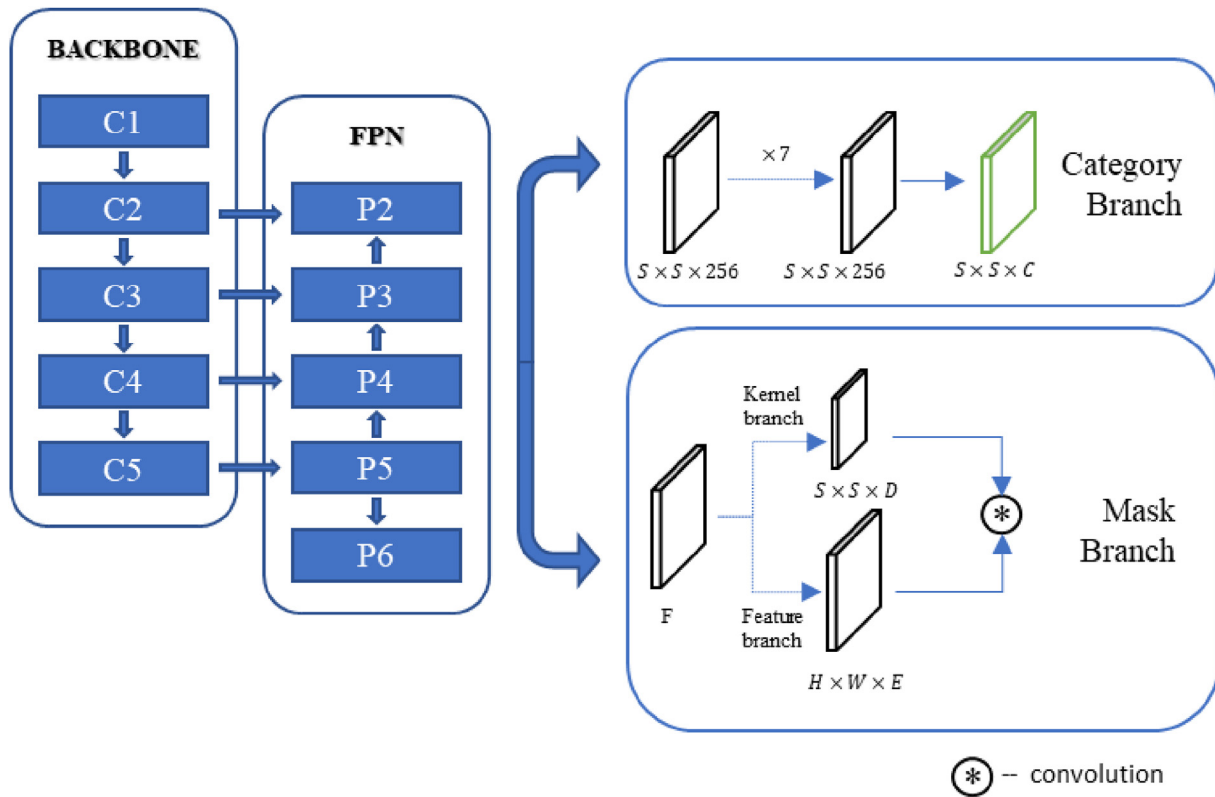 BACKBONE
C1
C2
C3
C4
C5
FPN
P2
P3
P4
P5
P6
×7
S × S × 256
S × S × 256
S × S × C
Category
Branch
Kernel
branch
S × S × D
F
Feature
branch
H × W × E
*
Mask
Branch
* -- convolution